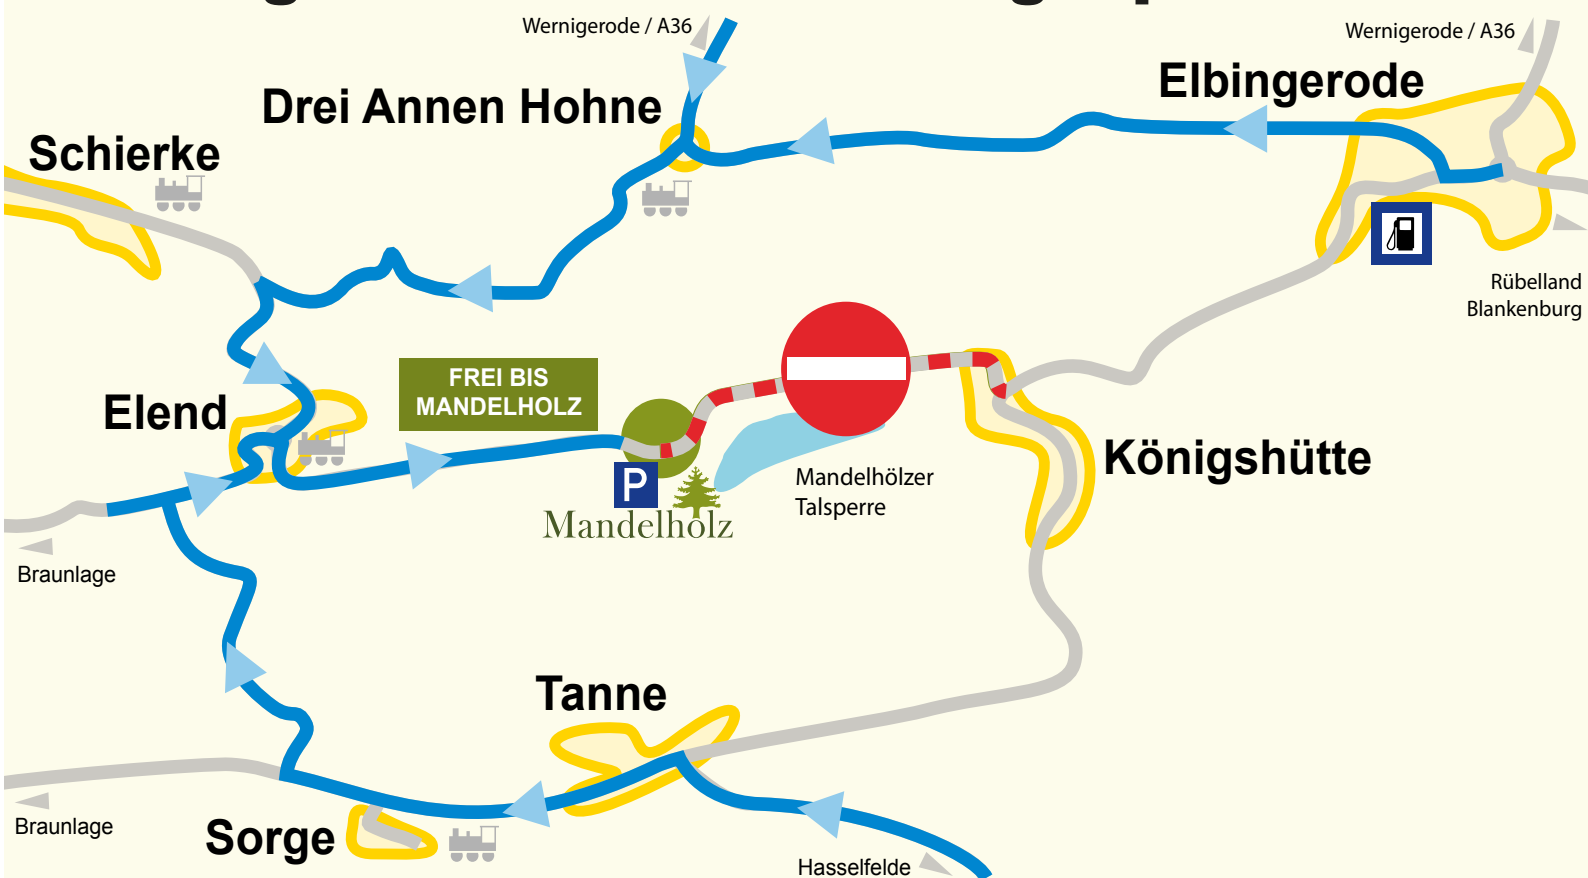 Wernigerode / A36
Wernigerode / A36
Elbingerode
Drei Annen Hohne
Schierke
Rübelland
Blankenburg
FREI BIS
MANDELHOLZ
Elend
Königshütte
P
Mandelhölzer
Talsperre
Mandelholz
Braunlage
Tanne
Braunlage
Sorge
Hasselfelde